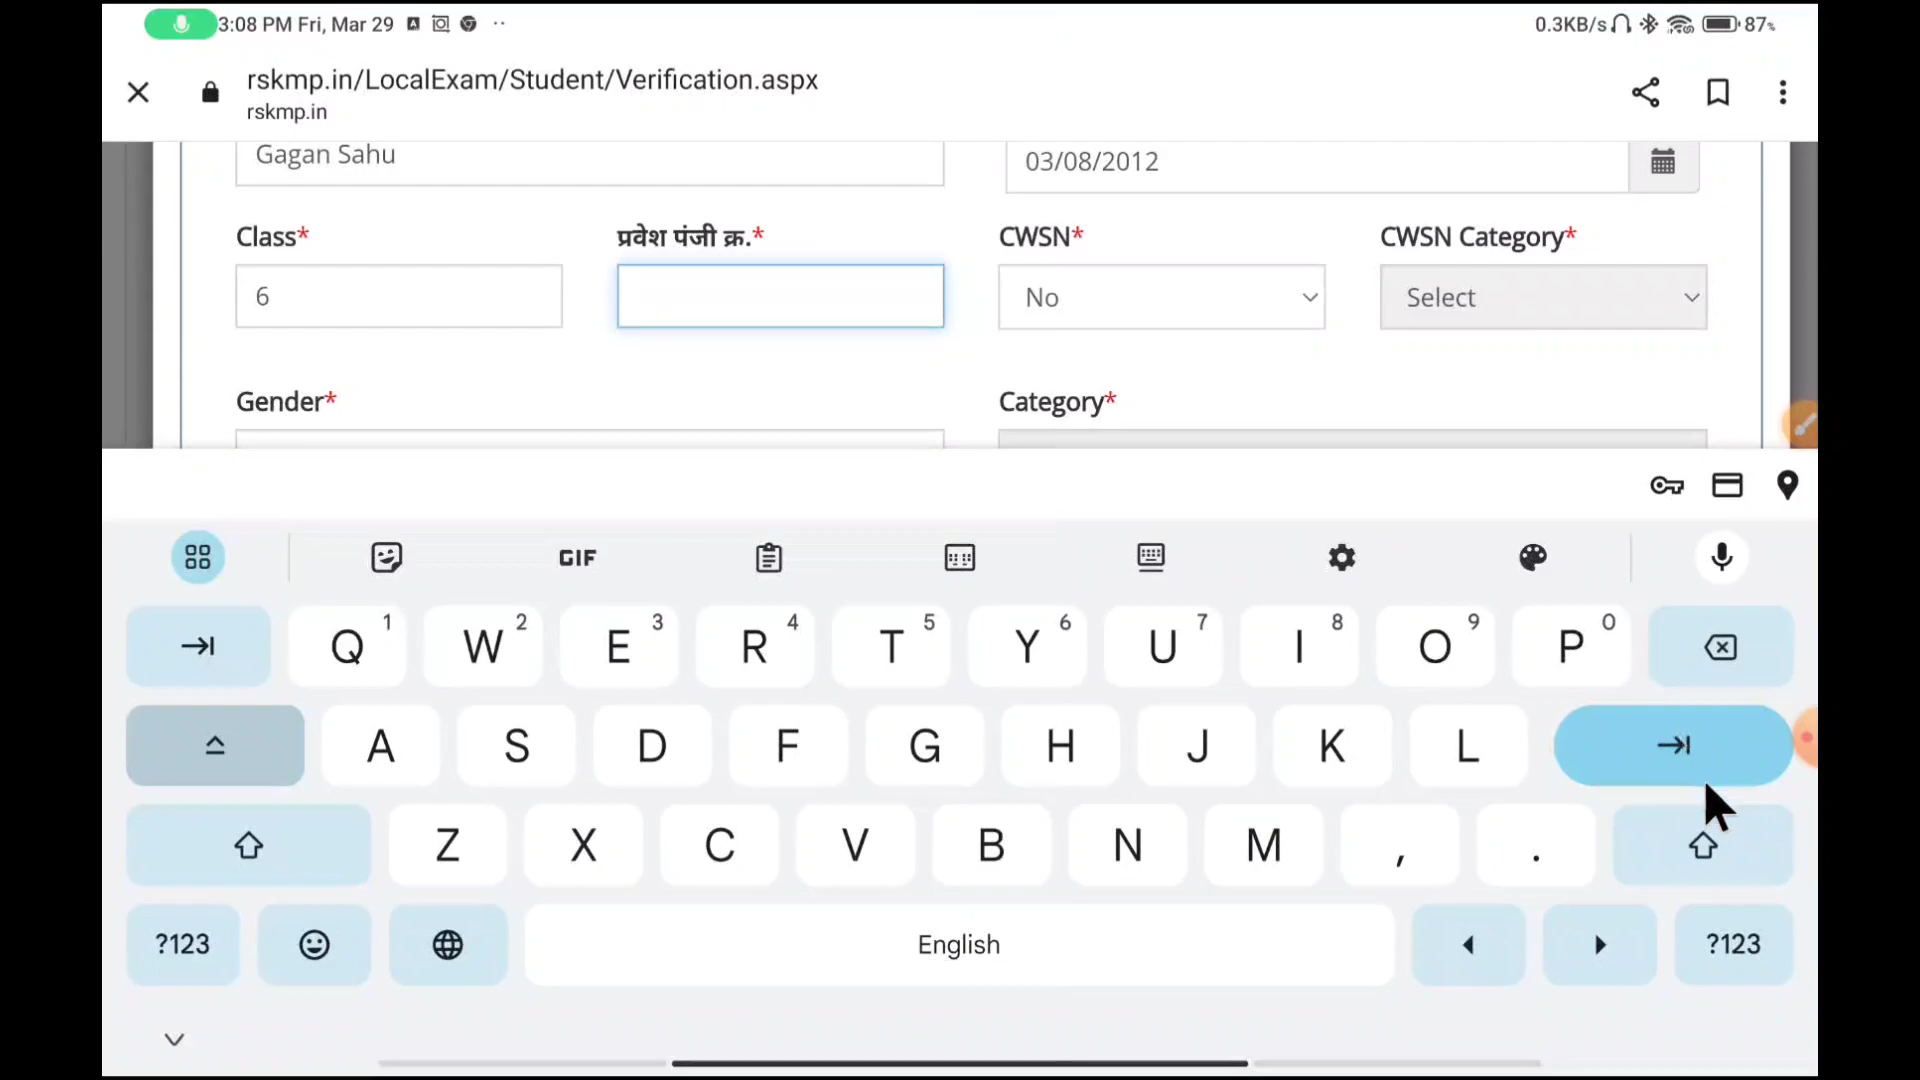 3:08 PM Fri, Mar 29
0.3KB/s 87%
rskmp.in/LocalExam/Student/Verification.aspx
rskmp.in
Gagan Sahu 03/08/2012
Class* प्रवेश पंजी क्र.* CWSN* CWSN Category*
6 No Select
Gender* Category*
GIF
Q 1 W 2 E 3 R 4 T 5 Y 6 U 7 I 8 O 9 P 0
A S D F G H J K L
Z X C V B N M , .
?123 English ?123